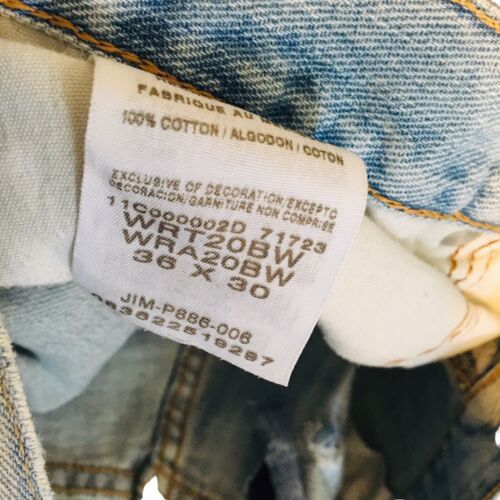 FABRIQUE AU
100% COTTON / ALGODON / COTON
EXCLUSIVE OF DECORATION/EXCEPTO
DECORACION/GARNITURE NON COMPRISE
11C000002D 71723
WRT20BW
WRA20BW
36 X 30
JIM-P886-006
083622519287